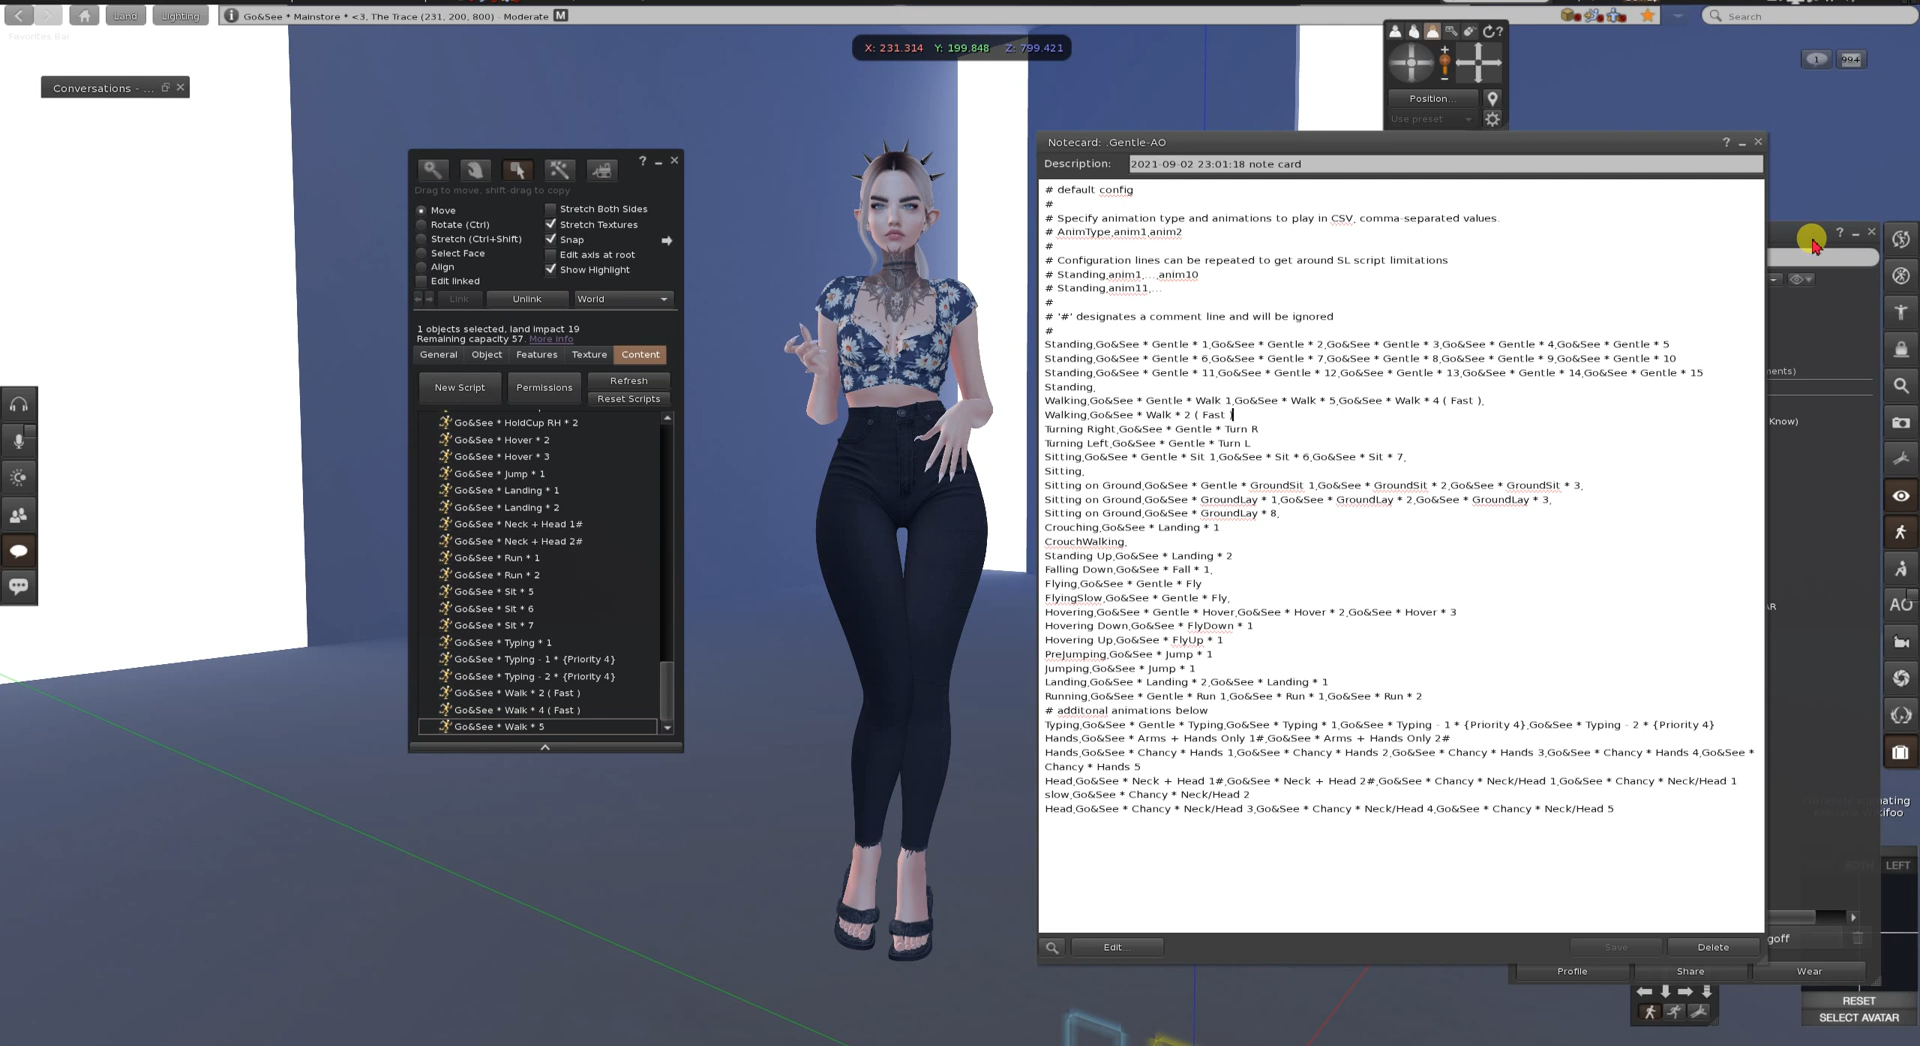 Land
Lighting
Go&See * Mainstore * <3, The Trace (231, 200, 800) - Moderate M
Search
Favorites Bar
X: 231.314 Y: 199.848 Z: 799.421
1
994
Conversations - ...
Position...
Use preset
Drag to move, shift-drag to copy
Move
Rotate (Ctrl)
Stretch (Ctrl+Shift)
Select Face
Align
Edit linked
Stretch Both Sides
Stretch Textures
Snap
Edit axis at root
Show Highlight
Link
Unlink
World
1 objects selected, land impact 19
Remaining capacity 57. More info
General
Object
Features
Texture
Content
New Script
Permissions
Refresh
Reset Scripts
Go&See * HoldCup RH * 2
Go&See * Hover * 2
Go&See * Hover * 3
Go&See * Jump * 1
Go&See * Landing * 1
Go&See * Landing * 2
Go&See * Neck + Head 1#
Go&See * Neck + Head 2#
Go&See * Run * 1
Go&See * Run * 2
Go&See * Sit * 5
Go&See * Sit * 6
Go&See * Sit * 7
Go&See * Typing * 1
Go&See * Typing - 1 * {Priority 4}
Go&See * Typing - 2 * {Priority 4}
Go&See * Walk * 2 ( Fast )
Go&See * Walk * 4 ( Fast )
Go&See * Walk * 5
Notecard: .Gentle-AO
Description: 2021-09-02 23:01:18 note card
# default config
#
# Specify animation type and animations to play in CSV, comma-separated values.
# AnimType,anim1,anim2
#
# Configuration lines can be repeated to get around SL script limitations
# Standing,anim1,...,anim10
# Standing,anim11,...
#
# '#' designates a comment line and will be ignored
#
Standing,Go&See * Gentle * 1,Go&See * Gentle * 2,Go&See * Gentle * 3,Go&See * Gentle * 4,Go&See * Gentle * 5
Standing,Go&See * Gentle * 6,Go&See * Gentle * 7,Go&See * Gentle * 8,Go&See * Gentle * 9,Go&See * Gentle * 10
Standing,Go&See * Gentle * 11,Go&See * Gentle * 12,Go&See * Gentle * 13,Go&See * Gentle * 14,Go&See * Gentle * 15
Standing,
Walking,Go&See * Gentle * Walk 1,Go&See * Walk * 5,Go&See * Walk * 4 ( Fast ),
Walking,Go&See * Walk * 2 ( Fast )
Turning Right,Go&See * Gentle * Turn R
Turning Left,Go&See * Gentle * Turn L
Sitting,Go&See * Gentle * Sit 1,Go&See * Sit * 6,Go&See * Sit * 7,
Sitting,
Sitting on Ground,Go&See * Gentle * GroundSit 1,Go&See * GroundSit * 2,Go&See * GroundSit * 3,
Sitting on Ground,Go&See * GroundLay * 1,Go&See * GroundLay * 2,Go&See * GroundLay * 3,
Sitting on Ground,Go&See * GroundLay * 8,
Crouching,Go&See * Landing * 1
CrouchWalking,
Standing Up,Go&See * Landing * 2
Falling Down,Go&See * Fall * 1,
Flying,Go&See * Gentle * Fly
FlyingSlow,Go&See * Gentle * Fly,
Hovering,Go&See * Gentle * Hover,Go&See * Hover * 2,Go&See * Hover * 3
Hovering Down,Go&See * FlyDown * 1
Hovering Up,Go&See * FlyUp * 1
PreJumping,Go&See * Jump * 1
Jumping,Go&See * Jump * 1
Landing,Go&See * Landing * 2,Go&See * Landing * 1
Running,Go&See * Gentle * Run 1,Go&See * Run * 1,Go&See * Run * 2
# additonal animations below
Typing,Go&See * Gentle * Typing,Go&See * Typing * 1,Go&See * Typing - 1 * {Priority 4},Go&See * Typing - 2 * {Priority 4}
Hands,Go&See * Arms + Hands Only 1#,Go&See * Arms + Hands Only 2#
Hands,Go&See * Chancy * Hands 1,Go&See * Chancy * Hands 2,Go&See * Chancy * Hands 3,Go&See * Chancy * Hands 4,Go&See *
Chancy * Hands 5
Head,Go&See * Neck + Head 1#,Go&See * Neck + Head 2#,Go&See * Chancy * Neck/Head 1,Go&See * Chancy * Neck/Head 1
slow,Go&See * Chancy * Neck/Head 2
Head,Go&See * Chancy * Neck/Head 3,Go&See * Chancy * Neck/Head 4,Go&See * Chancy * Neck/Head 5
Edit...
Save
Delete
ments)
Know)
AR
AO
LEFT
goff
Profile
Share
Wear
RESET
SELECT AVATAR